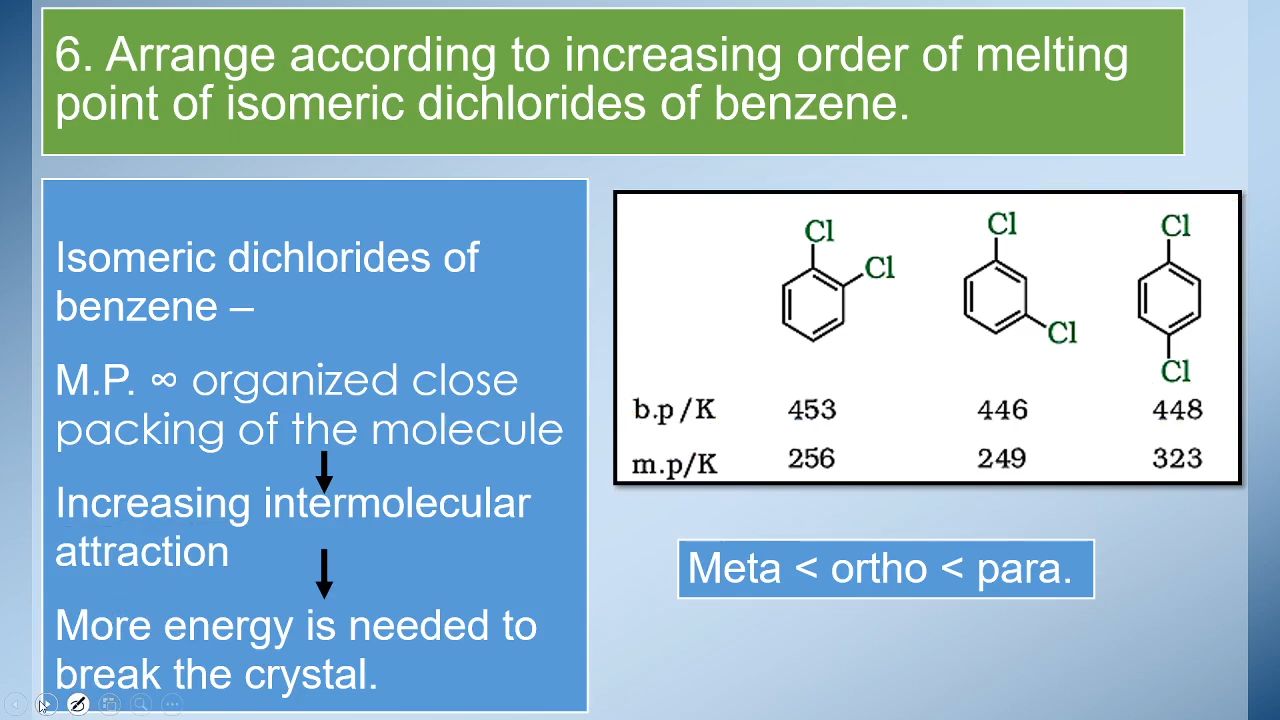 6. Arrange according to increasing order of melting
point of isomeric dichlorides of benzene.
Isomeric dichlorides of
benzene –
M.P. ∞ organized close
packing of the molecule
Increasing intermolecular
attraction
More energy is needed to
break the crystal.
Cl
Cl
Cl
Cl
Cl
Cl
b.p/K 453 446 448
m.p/K 256 249 323
Meta < ortho < para.